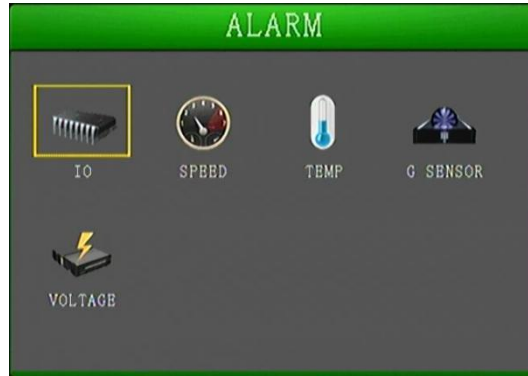 ALARM
IO
SPEED
TEMP
G SENSOR
VOLTAGE